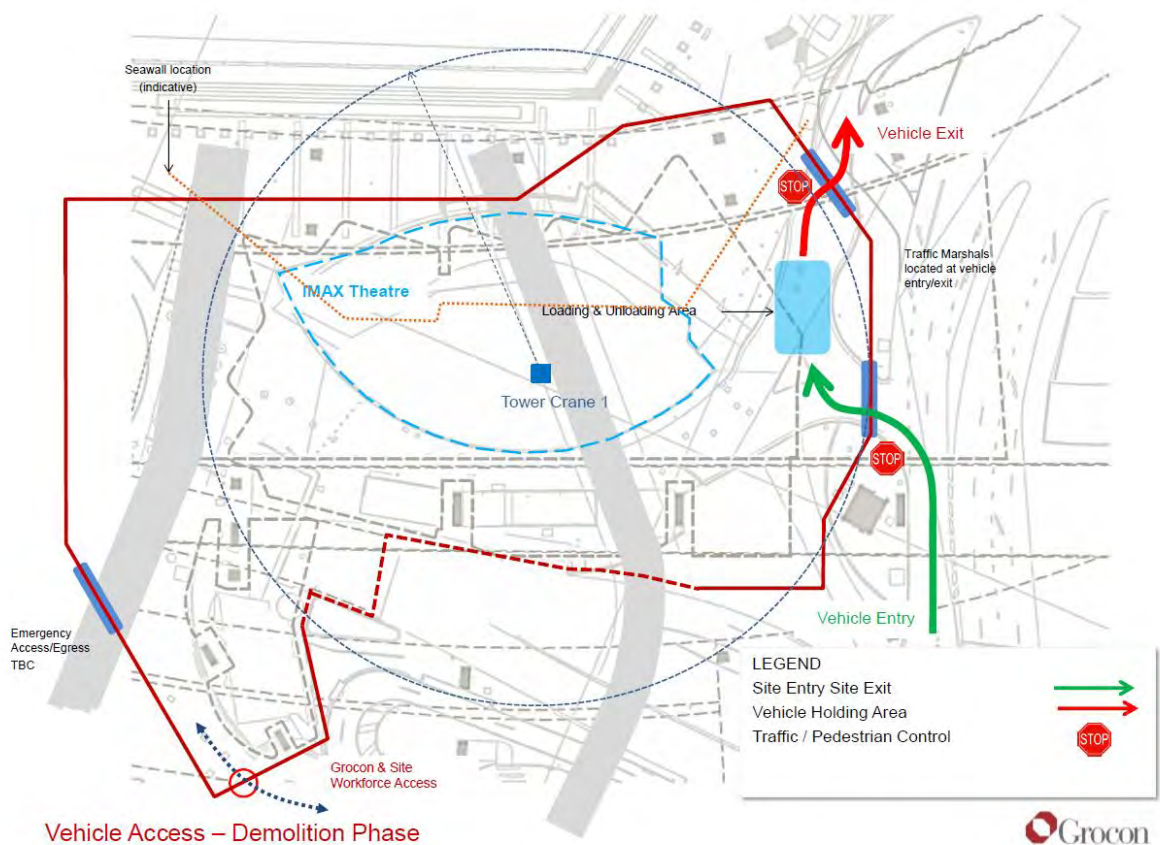 Seawall location
(indicative)
Vehicle Exit
STOP
Traffic Marshals
located at vehicle
entry/exit
IMAX Theatre
Loading & Unloading Area
Tower Crane 1
STOP
Vehicle Entry
Emergency
Access/Egress
TBC
LEGEND
Site Entry Site Exit
Vehicle Holding Area
Traffic / Pedestrian Control
STOP
Grocon & Site
Workforce Access
Vehicle Access – Demolition Phase
Grocon